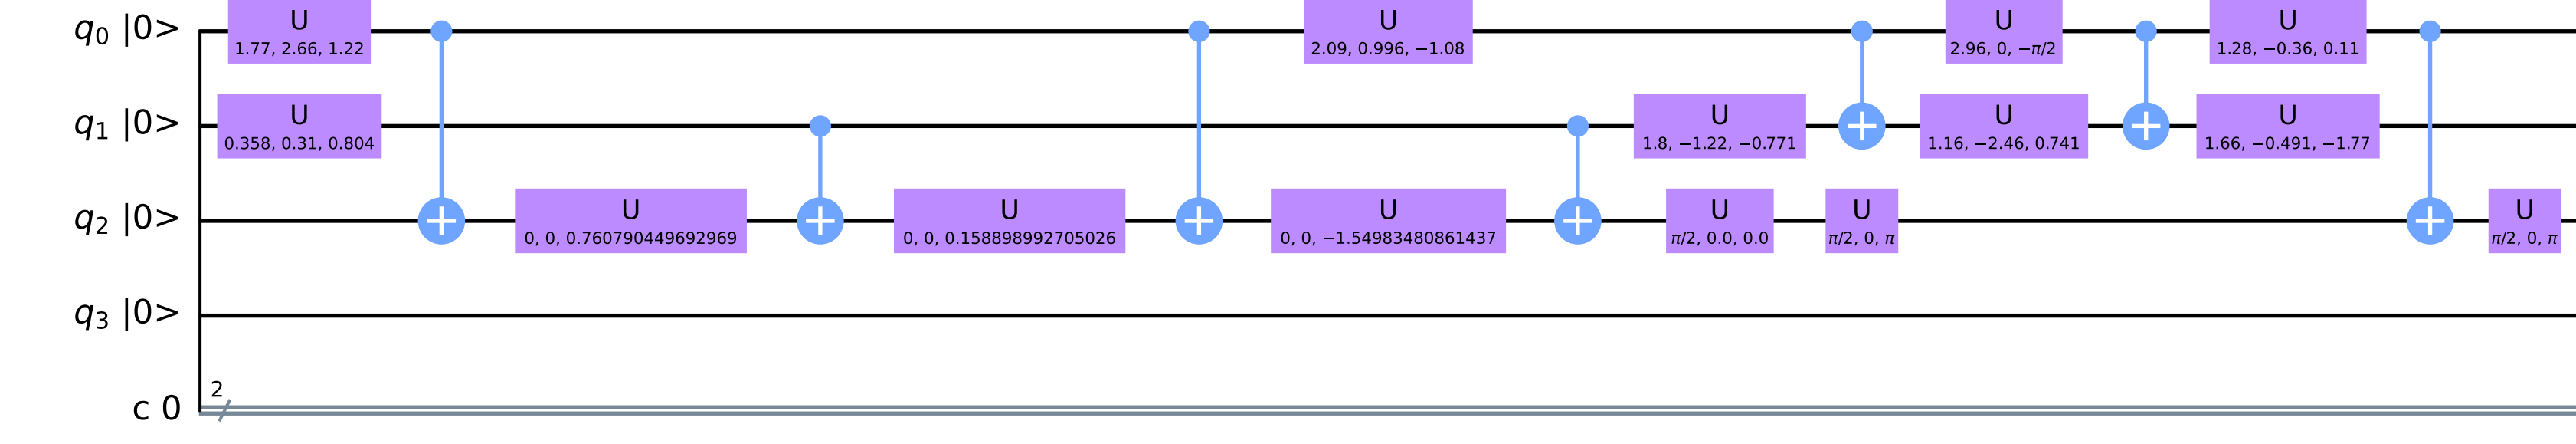 q0 |0>
U
1.77, 2.66, 1.22
U
2.09, 0.996, −1.08
U
2.96, 0, −π/2
U
1.28, −0.36, 0.11
q1 |0>
U
0.358, 0.31, 0.804
U
1.8, −1.22, −0.771
U
1.16, −2.46, 0.741
U
1.66, −0.491, −1.77
q2 |0>
U
0, 0, 0.760790449692969
U
0, 0, 0.158898992705026
U
0, 0, −1.54983480861437
U
π/2, 0.0, 0.0
U
π/2, 0, π
U
π/2, 0, π
q3 |0>
2
c 0